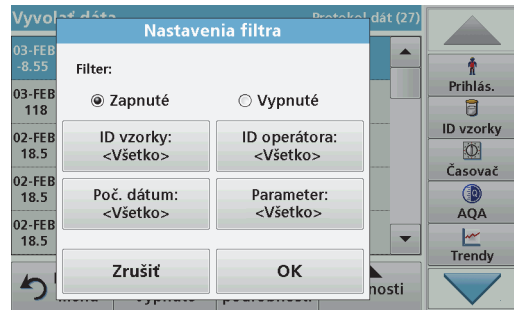 Vyvolať dáta Protokol dát (27)
Nastavenia filtra
03-FEB
-8.55
Filter:
Zapnuté Vypnuté
03-FEB
118
ID vzorky:
<Všetko>
ID operátora:
<Všetko>
02-FEB
18.5
02-FEB
18.5
Poč. dátum:
<Všetko>
Parameter:
<Všetko>
02-FEB
18.5
Zrušiť OK
Prihlás.
ID vzorky
Časovač
AQA
Trendy